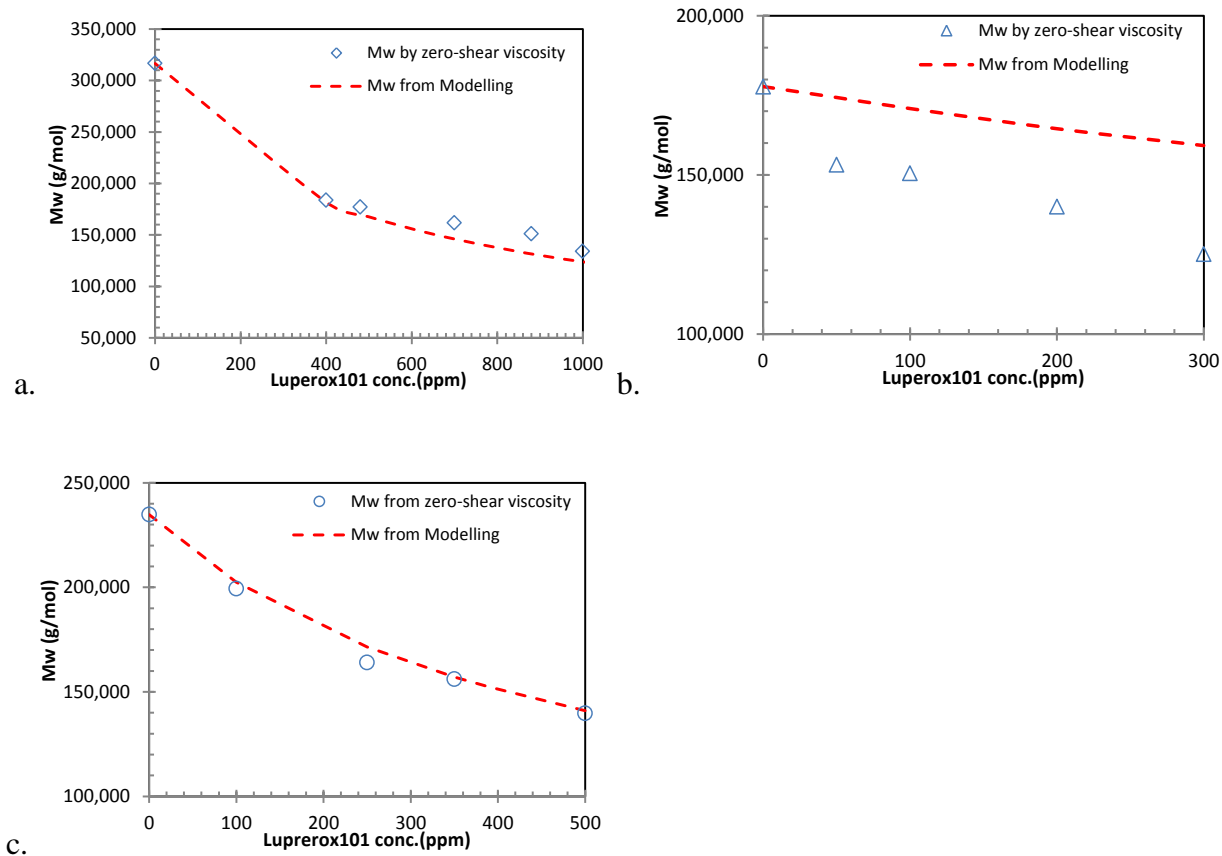 350,000
300,000
250,000
200,000
150,000
100,000
50,000
Mw (g/mol)
Mw by zero-shear viscosity
Mw from Modelling
0 200 400 600 800 1000
Luperox101 conc.(ppm)
a.
200,000
150,000
100,000
Mw (g/mol)
Mw by zero-shear viscosity
Mw from Modelling
0 100 200 300
Luperox101 conc.(ppm)
b.
250,000
200,000
150,000
100,000
Mw (g/mol)
Mw from zero-shear viscosity
Mw from Modelling
0 100 200 300 400 500
Luprerox101 conc.(ppm)
c.